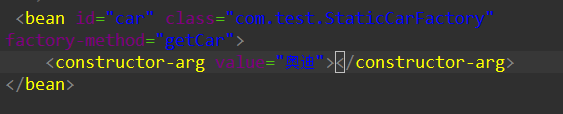 <bean id="car" class="com.test.StaticCarFactory"
factory-method="getCar">
<constructor-arg value="奥迪"></constructor-arg>
</bean>